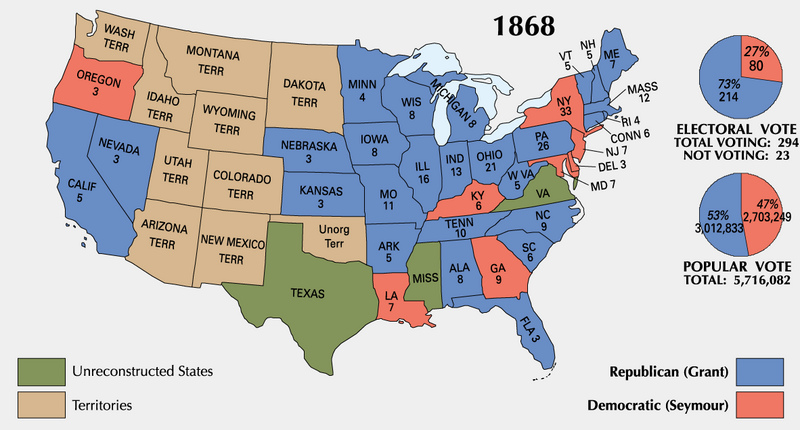 1868
WASH
TERR
OREGON
3
MONTANA
TERR
IDAHO
TERR
WYOMING
TERR
DAKOTA
TERR
NEVADA
3
CALIF
5
UTAH
TERR
COLORADO
TERR
ARIZONA
TERR
NEW MEXICO
TERR
Unorg
Terr
NEBRASKA
3
KANSAS
3
TEXAS
MINN
4
IOWA
8
MO
11
ARK
5
LA
7
WIS
8
MICHIGAN 8
ILL
16
IND
13
OHIO
21
KY
6
TENN
10
MISS
ALA
8
GA
9
FLA 3
SC
6
NC
9
VA
W VA
5
PA
26
NY
33
VT
5
NH
5
ME
7
MASS
12
RI 4
CONN 6
NJ 7
DEL 3
MD 7
27%
80
73%
214
ELECTORAL VOTE
TOTAL VOTING: 294
NOT VOTING: 23
53%
3,012,833
47%
2,703,249
POPULAR VOTE
TOTAL: 5,716,082
Unreconstructed States
Territories
Republican (Grant)
Democratic (Seymour)